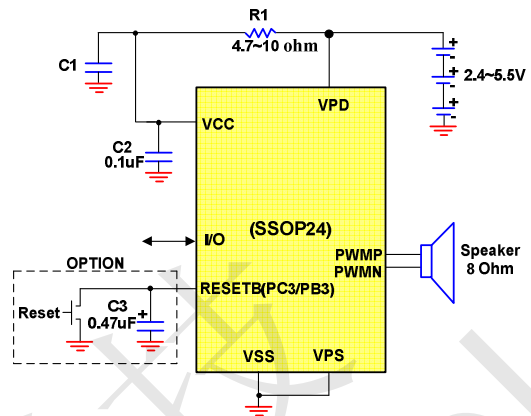 R1
4.7~10 ohm
C1
2.4~5.5V
VPD
VCC
C2
0.1uF
(SSOP24)
I/O
PWMP
PWMN
Speaker
8 Ohm
OPTION
RESETB(PC3/PB3)
Reset
C3
0.47uF
VSS
VPS